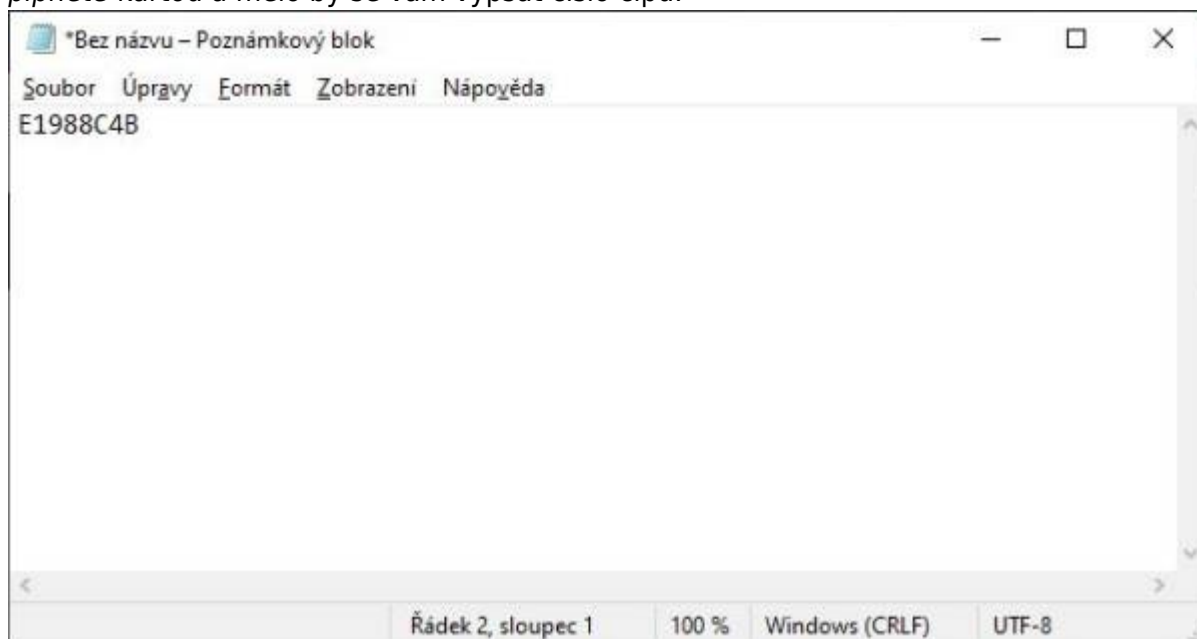 pípnete kartou a mělo by se vám vypsat číslo čipu.
*Bez názvu – Poznámkový blok
Soubor Úpravy Formát Zobrazení Nápověda
E1988C4B
Řádek 2, sloupec 1 100 % Windows (CRLF) UTF-8